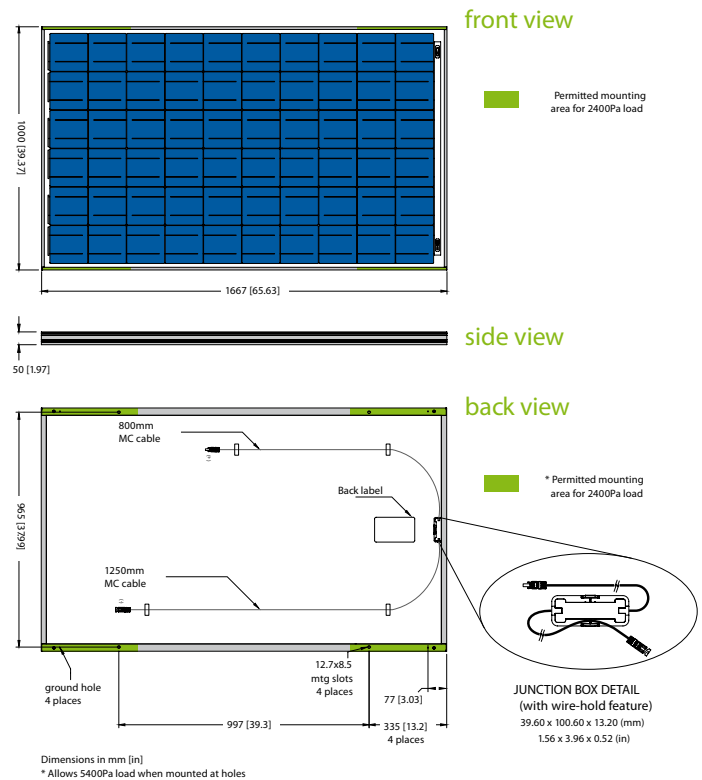 front view
Permitted mounting
area for 2400Pa load
1000 [39.37]
1667 [65.63]
side view
50 [1.97]
back view
800mm
MC cable
* Permitted mounting
area for 2400Pa load
Back label
965 [3799]
1250mm
MC cable
12.7x8.5
mtg slots
4 places
ground hole
4 places
77 [3.03]
997 [39.3]
335 [13.2]
4 places
JUNCTION BOX DETAIL
(with wire-hold feature)
39.60 x 100.60 x 13.20 (mm)
1.56 x 3.96 x 0.52 (in)
Dimensions in mm [in]
* Allows 5400Pa load when mounted at holes